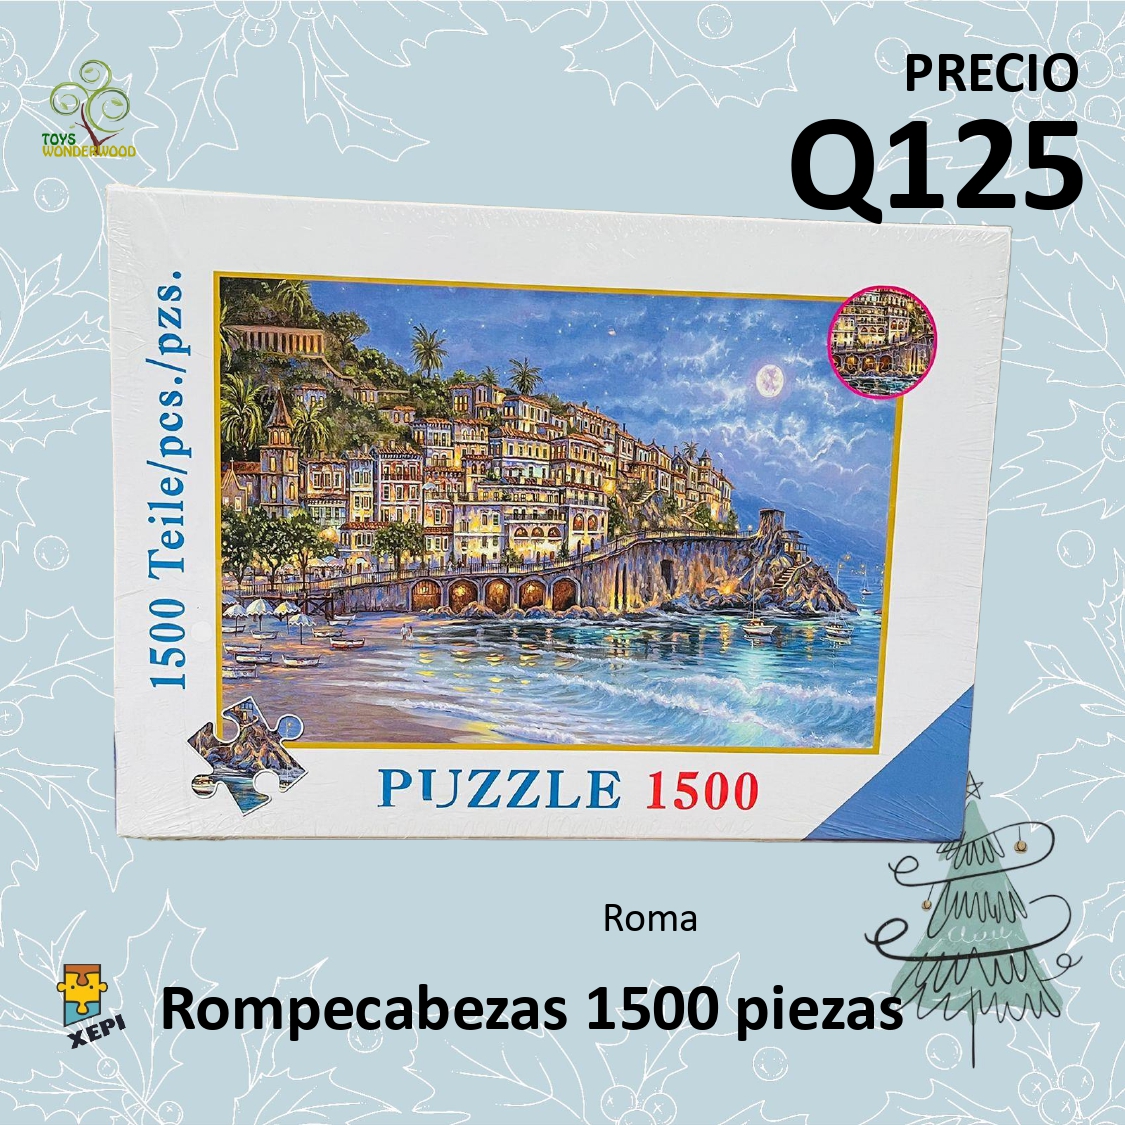 PRECIO
Q125
TOYS
WONDERWOOD
1500 Teile/pcs./pzs.
PUZZLE 1500
Roma
Rompecabezas 1500 piezas
XEPI